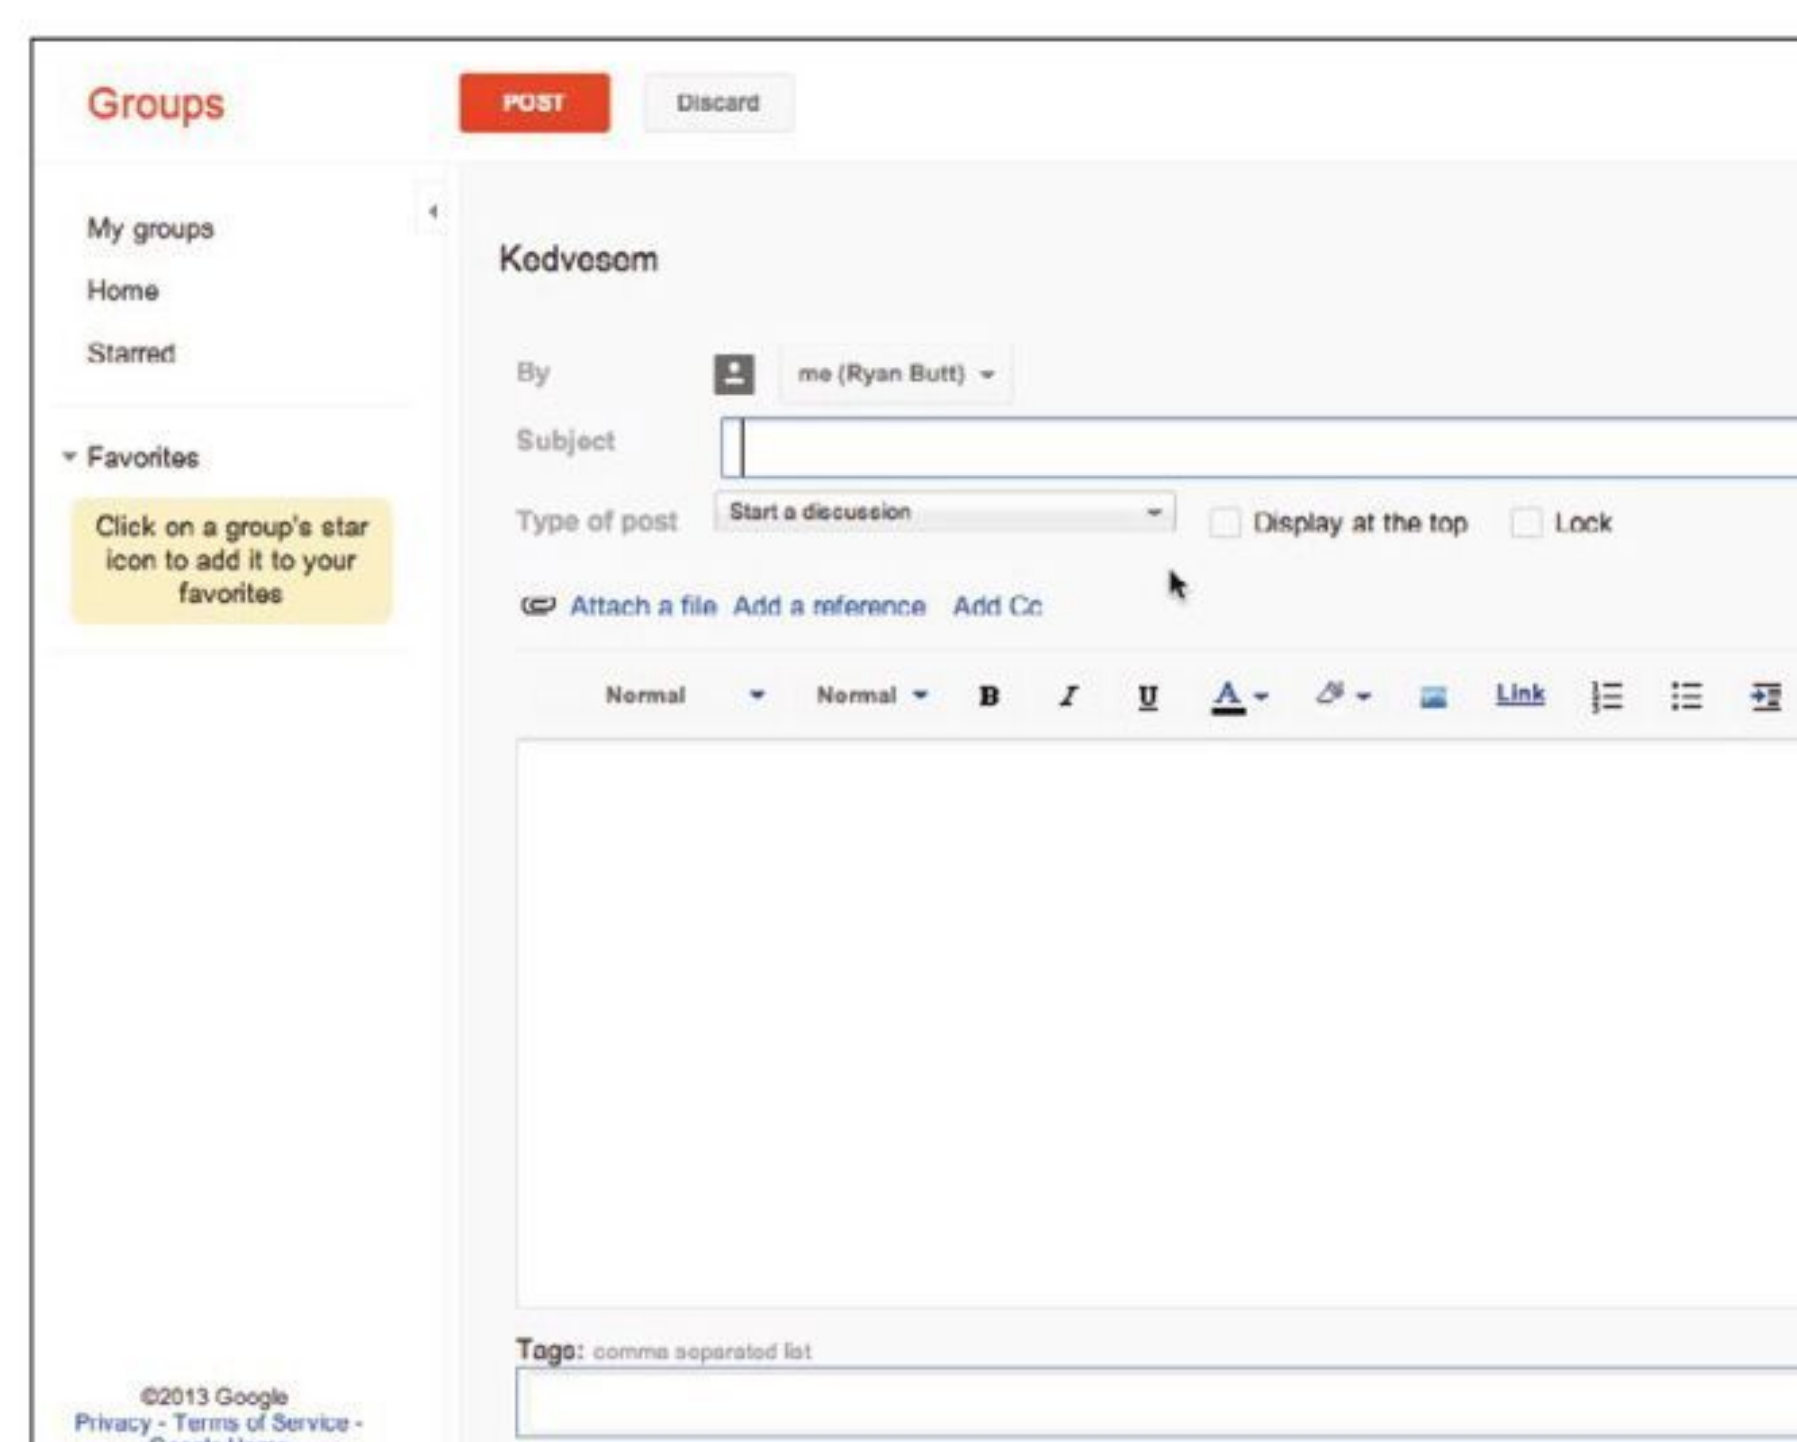 Groups
POST Discard
My groups
Home
Starred
Favorites
Click on a group's star
icon to add it to your
favorites
©2013 Google
Privacy - Terms of Service -
Kedvesem
By me (Ryan Butt)
Subject
Type of post Start a discussion Display at the top Lock
Attach a file Add a reference Add Cc
Normal Normal B I U A Link
Tags: comma separated list